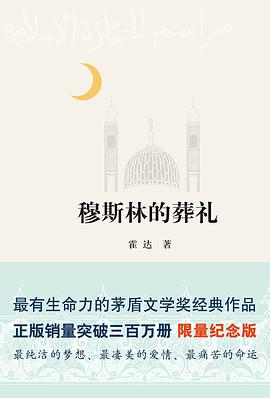 مراسيم الجنازة الاسلامية
穆斯林的葬礼
霍 达 著
最有生命力的茅盾文学奖经典作品
正版销量突破三百万册 限量纪念版
最纯洁的梦想、最凄美的爱情、最痛苦的命运